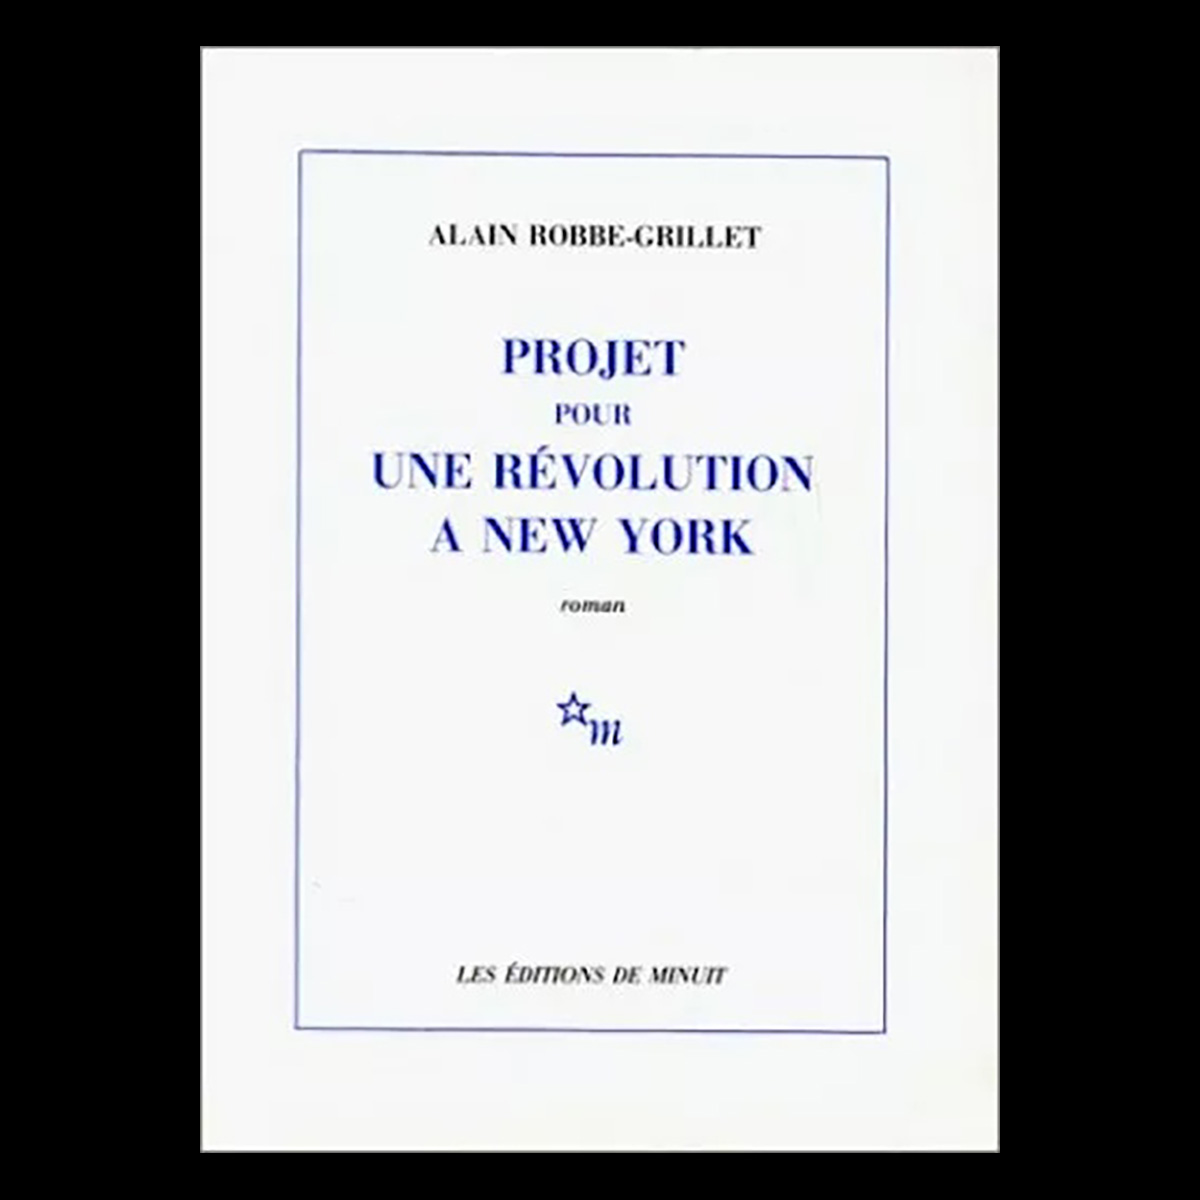 ALAIN ROBBE-GRILLET
PROJET
POUR
UNE RÉVOLUTION
A NEW YORK
roman
m
LES ÉDITIONS DE MINUIT